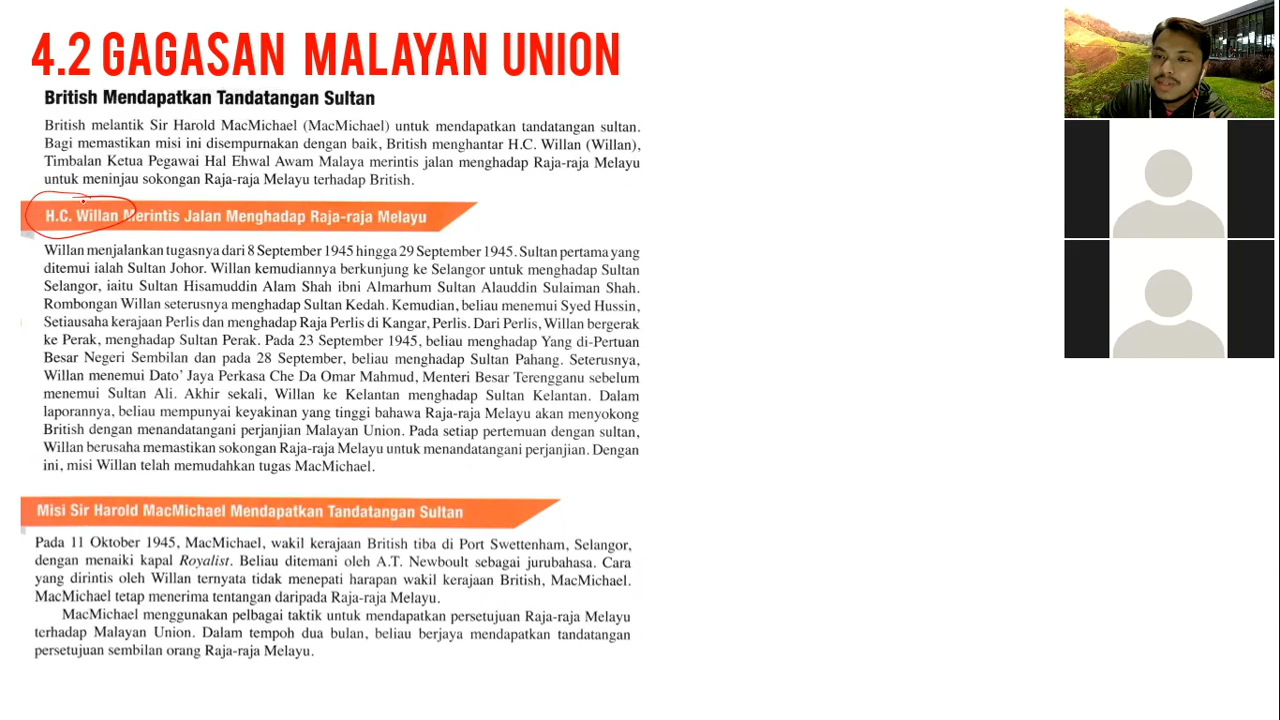 4.2 GAGASAN MALAYAN UNION
British Mendapatkan Tandatangan Sultan
British melantik Sir Harold MacMichael (MacMichael) untuk mendapatkan tandatangan sultan.
Bagi memastikan misi ini disempurnakan dengan baik, British menghantar H.C. Willan (Willan),
Timbalan Ketua Pegawai Hal Ehwal Awam Malaya merintis jalan menghadap Raja-raja Melayu
untuk meninjau sokongan Raja-raja Melayu terhadap British.
H.C. Willan Merintis Jalan Menghadap Raja-raja Melayu
Willan menjalankan tugasnya dari 8 September 1945 hingga 29 September 1945. Sultan pertama yang
ditemui ialah Sultan Johor. Willan kemudiannya berkunjung ke Selangor untuk menghadap Sultan
Selangor, iaitu Sultan Hisamuddin Alam Shah ibni Almarhum Sultan Alauddin Sulaiman Shah.
Rombongan Willan seterusnya menghadap Sultan Kedah. Kemudian, beliau menemui Syed Hussin,
Setiausaha kerajaan Perlis dan menghadap Raja Perlis di Kangar, Perlis. Dari Perlis, Willan bergerak
ke Perak, menghadap Sultan Perak. Pada 23 September 1945, beliau menghadap Yang di-Pertuan
Besar Negeri Sembilan dan pada 28 September, beliau menghadap Sultan Pahang. Seterusnya,
Willan menemui Dato' Jaya Perkasa Che Da Omar Mahmud, Menteri Besar Terengganu sebelum
menemui Sultan Ali. Akhir sekali, Willan ke Kelantan menghadap Sultan Kelantan. Dalam
laporannya, beliau mempunyai keyakinan yang tinggi bahawa Raja-raja Melayu akan menyokong
British dengan menandatangani perjanjian Malayan Union. Pada setiap pertemuan dengan sultan,
Willan berusaha memastikan sokongan Raja-raja Melayu untuk menandatangani perjanjian. Dengan
ini, misi Willan telah memudahkan tugas MacMichael.
Misi Sir Harold MacMichael Mendapatkan Tandatangan Sultan
Pada 11 Oktober 1945, MacMichael, wakil kerajaan British tiba di Port Swettenham, Selangor,
dengan menaiki kapal Royalist. Beliau ditemani oleh A.T. Newboult sebagai jurubahasa. Cara
yang dirintis oleh Willan ternyata tidak menepati harapan wakil kerajaan British, MacMichael.
MacMichael tetap menerima tentangan daripada Raja-raja Melayu.
MacMichael menggunakan pelbagai taktik untuk mendapatkan persetujuan Raja-raja Melayu
terhadap Malayan Union. Dalam tempoh dua bulan, beliau berjaya mendapatkan tandatangan
persetujuan sembilan orang Raja-raja Melayu.